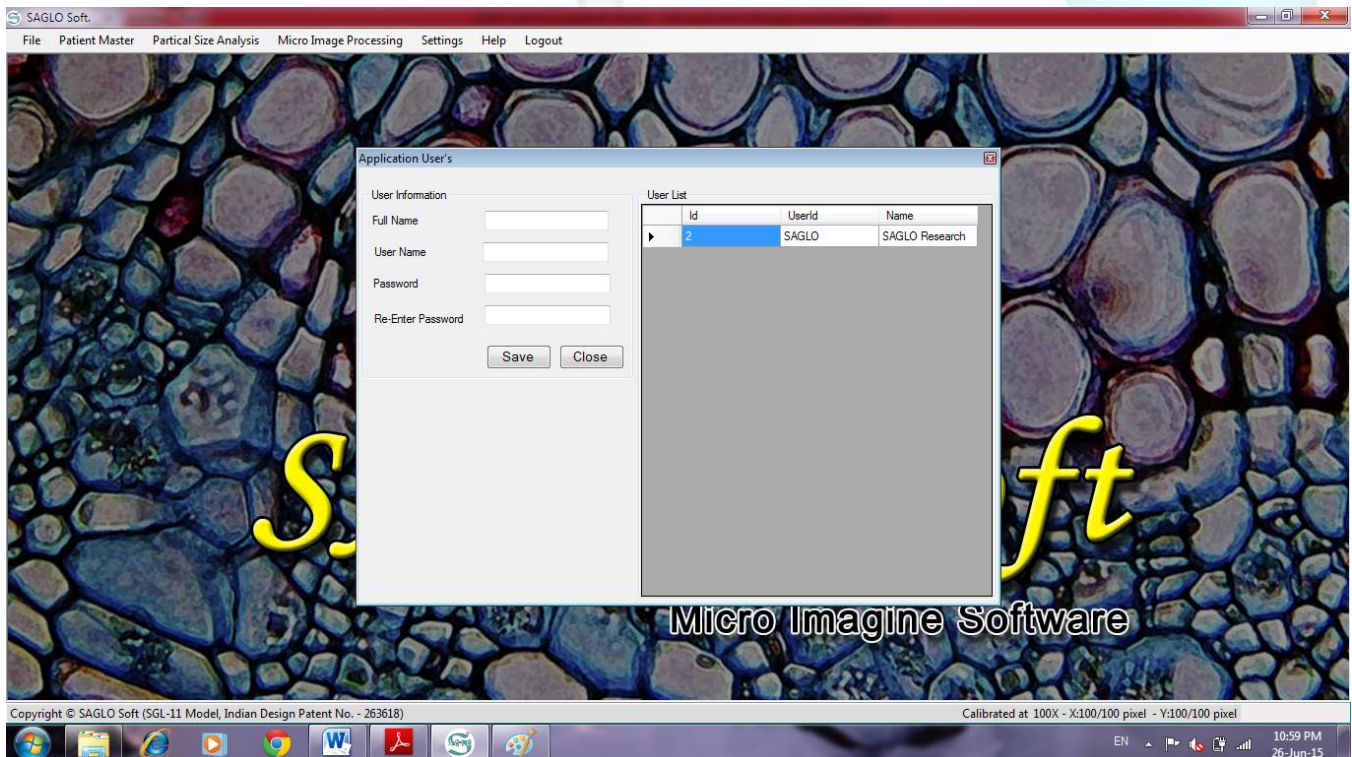 SAGLO Soft.
File Patient Master Partical Size Analysis Micro Image Processing Settings Help Logout
Application User's
User Information
Full Name
User Name
Password
Re-Enter Password
Save Close
User List
Id UserId Name
2 SAGLO SAGLO Research
ft
Micro Imagine Software
Copyright © SAGLO Soft (SGL-11 Model, Indian Design Patent No. - 263618)
Calibrated at 100X - X:100/100 pixel - Y:100/100 pixel
EN
10:59 PM
26-Jun-15